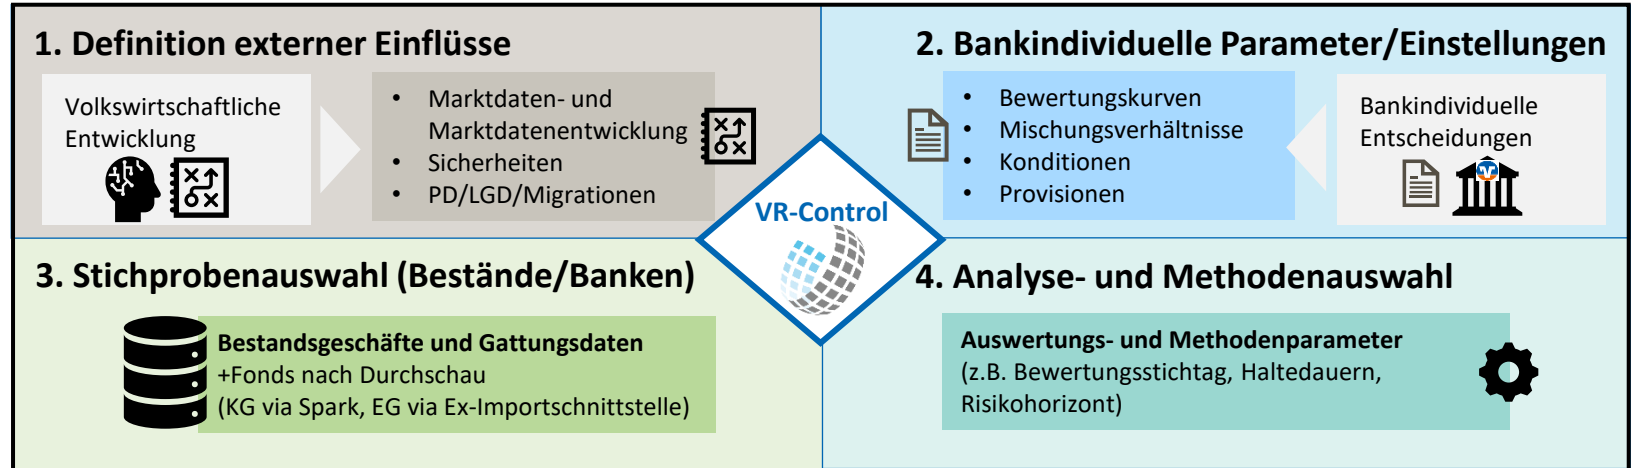 1. Definition externer Einflüsse
Volkswirtschaftliche
Entwicklung
• Marktdaten- und
Marktdatenentwicklung
• Sicherheiten
• PD/LGD/Migrationen
2. Bankindividuelle Parameter/Einstellungen
• Bewertungskurven
• Mischungsverhältnisse
• Konditionen
• Provisionen
Bankindividuelle
Entscheidungen
VR-Control
3. Stichprobenauswahl (Bestände/Banken)
Bestandsgeschäfte und Gattungsdaten
+Fonds nach Durchschau
(KG via Spark, EG via Ex-Importschnittstelle)
4. Analyse- und Methodenauswahl
Auswertungs- und Methodenparameter
(z.B. Bewertungsstichtag, Haltedauern,
Risikohorizont)